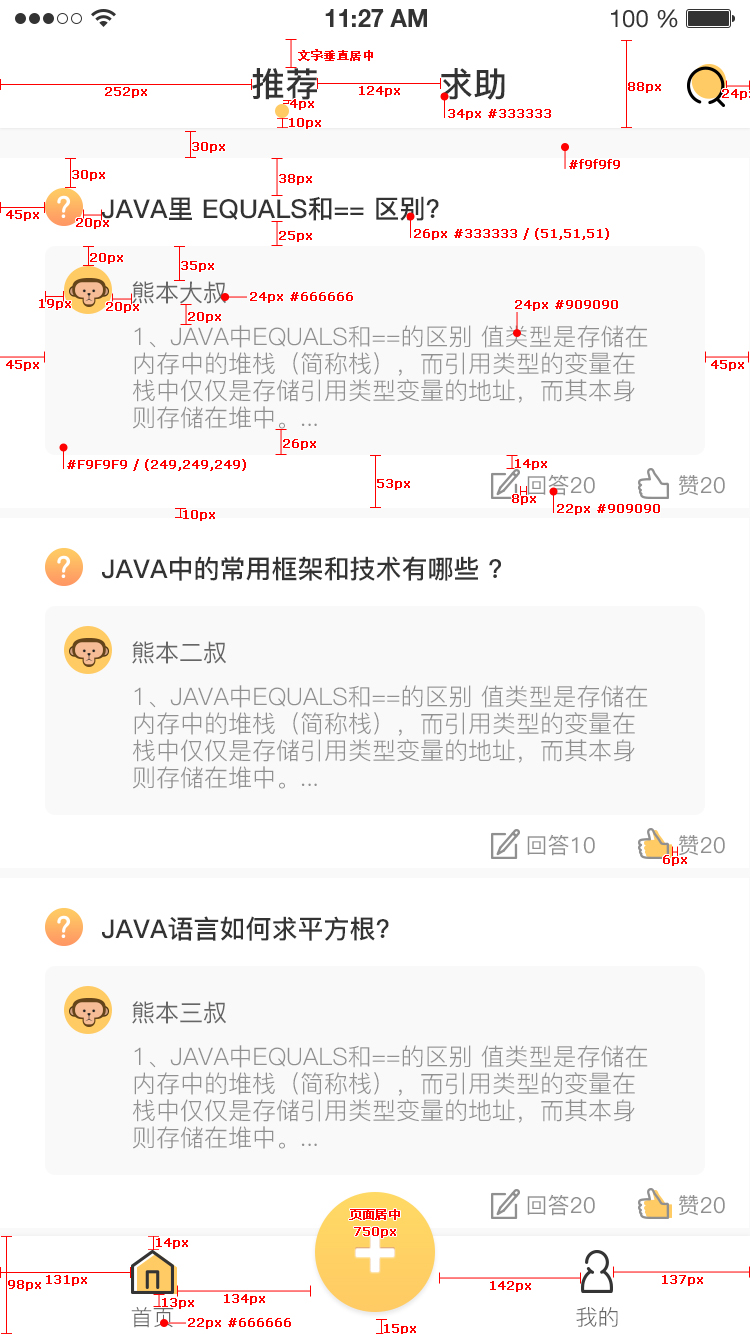 11:27 AM
100 %
文字垂直居中
推荐
求助
252px
124px
88px
24px
4px
10px
34px #333333
30px
#f9f9f9
30px
38px
45px
?
20px
JAVA里 EQUALS和== 区别?
25px
26px #333333 / (51,51,51)
20px
35px
19px
20px
熊本大叔
24px #666666
24px #909090
20px
1、JAVA中EQUALS和==的区别 值类型是存储在
内存中的堆栈（简称栈），而引用类型的变量在
栈中仅仅是存储引用类型变量的地址，而其本身
则存储在堆中。...
45px
45px
26px
#F9F9F9 / (249,249,249)
53px
14px
回答20
赞20
8px
22px #909090
10px
?
JAVA中的常用框架和技术有哪些 ？
熊本二叔
1、JAVA中EQUALS和==的区别 值类型是存储在
内存中的堆栈（简称栈），而引用类型的变量在
栈中仅仅是存储引用类型变量的地址，而其本身
则存储在堆中。...
回答10
赞20
6px
?
JAVA语言如何求平方根?
熊本三叔
1、JAVA中EQUALS和==的区别 值类型是存储在
内存中的堆栈（简称栈），而引用类型的变量在
栈中仅仅是存储引用类型变量的地址，而其本身
则存储在堆中。...
回答20
赞20
页面居中
750px
14px
98px
131px
134px
142px
137px
13px
首页
22px #666666
15px
我的